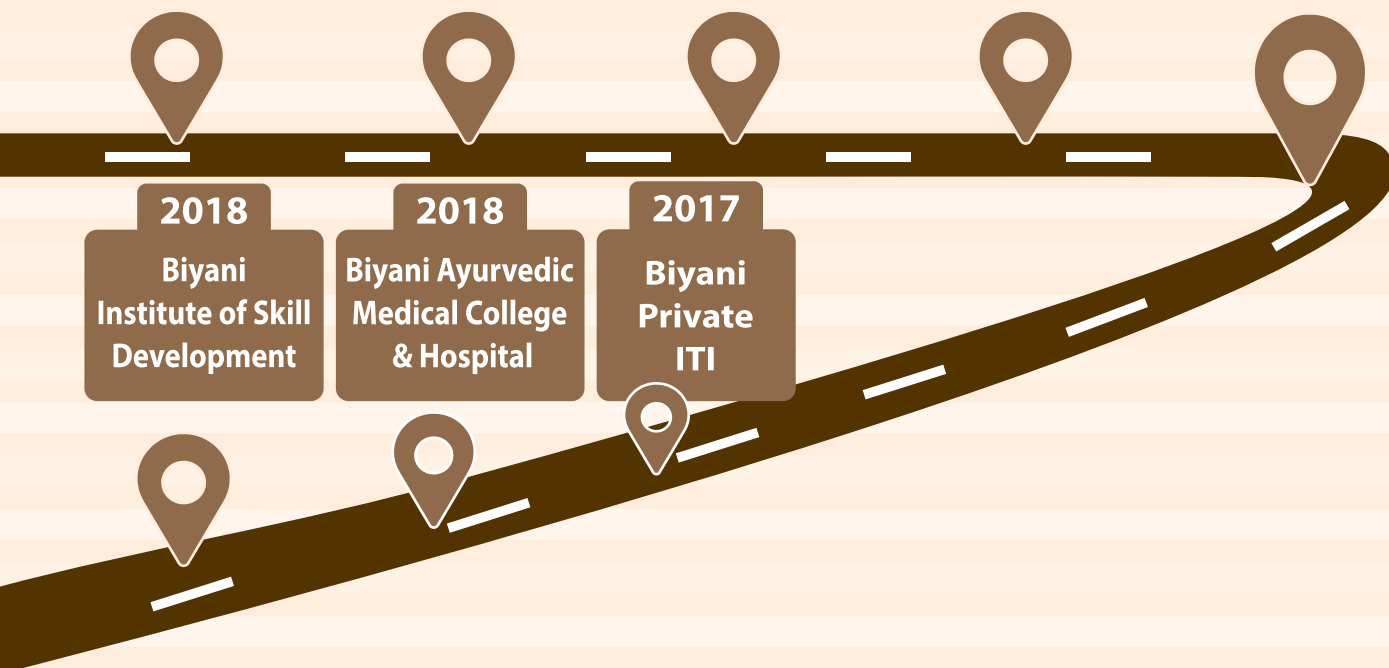 2018
Biyani
Institute of Skill
Development
2018
Biyani Ayurvedic
Medical College
& Hospital
2017
Biyani
Private
ITI